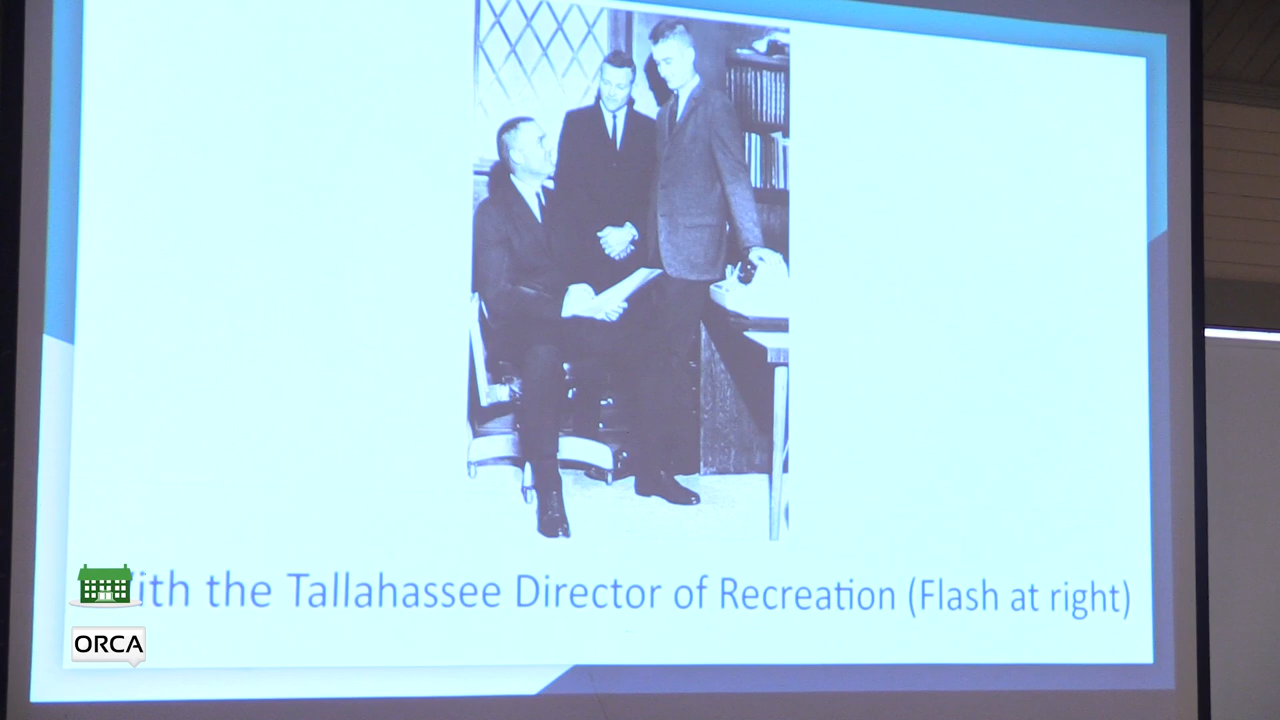 ith the Tallahassee Director of Recreation (Flash at right)
ORCA